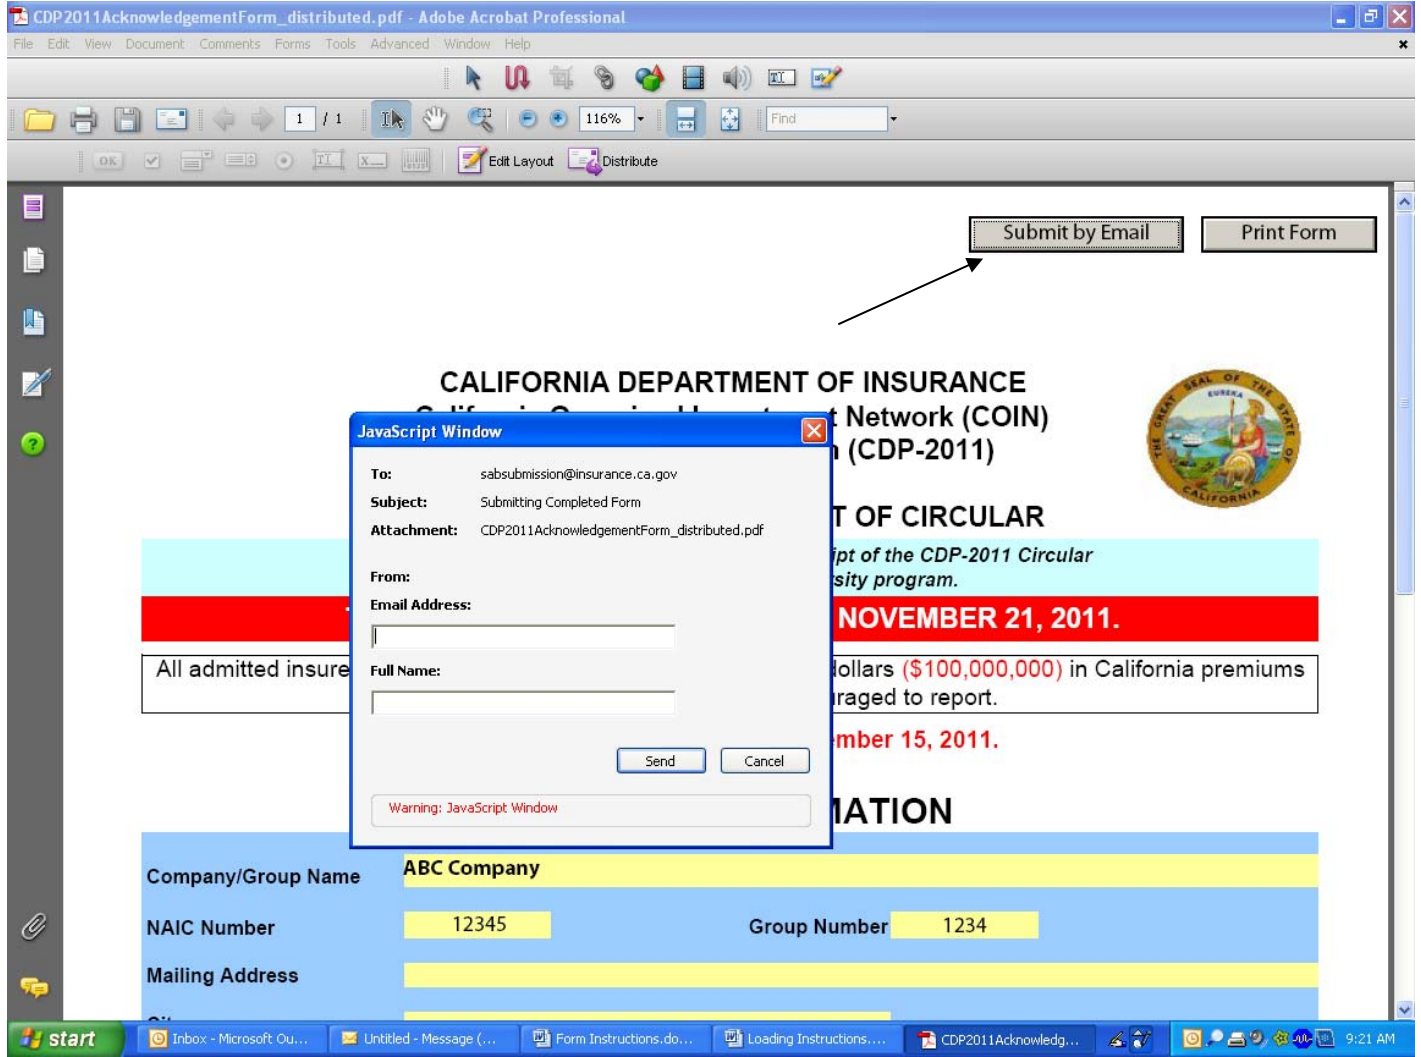 CDP2011AcknowledgementForm_distributed.pdf - Adobe Acrobat Professional
File Edit View Document Comments Forms Tools Advanced Window Help
1 / 1 116% Find
OK Edit Layout Distribute
Submit by Email Print Form
CALIFORNIA DEPARTMENT OF INSURANCE
t Network (COIN)
(CDP-2011)
T OF CIRCULAR
ipt of the CDP-2011 Circular
sity program.
NOVEMBER 21, 2011.
All admitted insure dollars ($100,000,000) in California premiums
raged to report.
mber 15, 2011.
MATION
JavaScript Window
To: sabsubmission@insurance.ca.gov
Subject: Submitting Completed Form
Attachment: CDP2011AcknowledgementForm_distributed.pdf
From:
Email Address:
Full Name:
Send Cancel
Warning: JavaScript Window
Company/Group Name ABC Company
NAIC Number 12345 Group Number 1234
Mailing Address
start Inbox - Microsoft Ou... Untitled - Message (... Form Instructions.do... Loading Instructions.... CDP2011Acknowledg... 9:21 AM